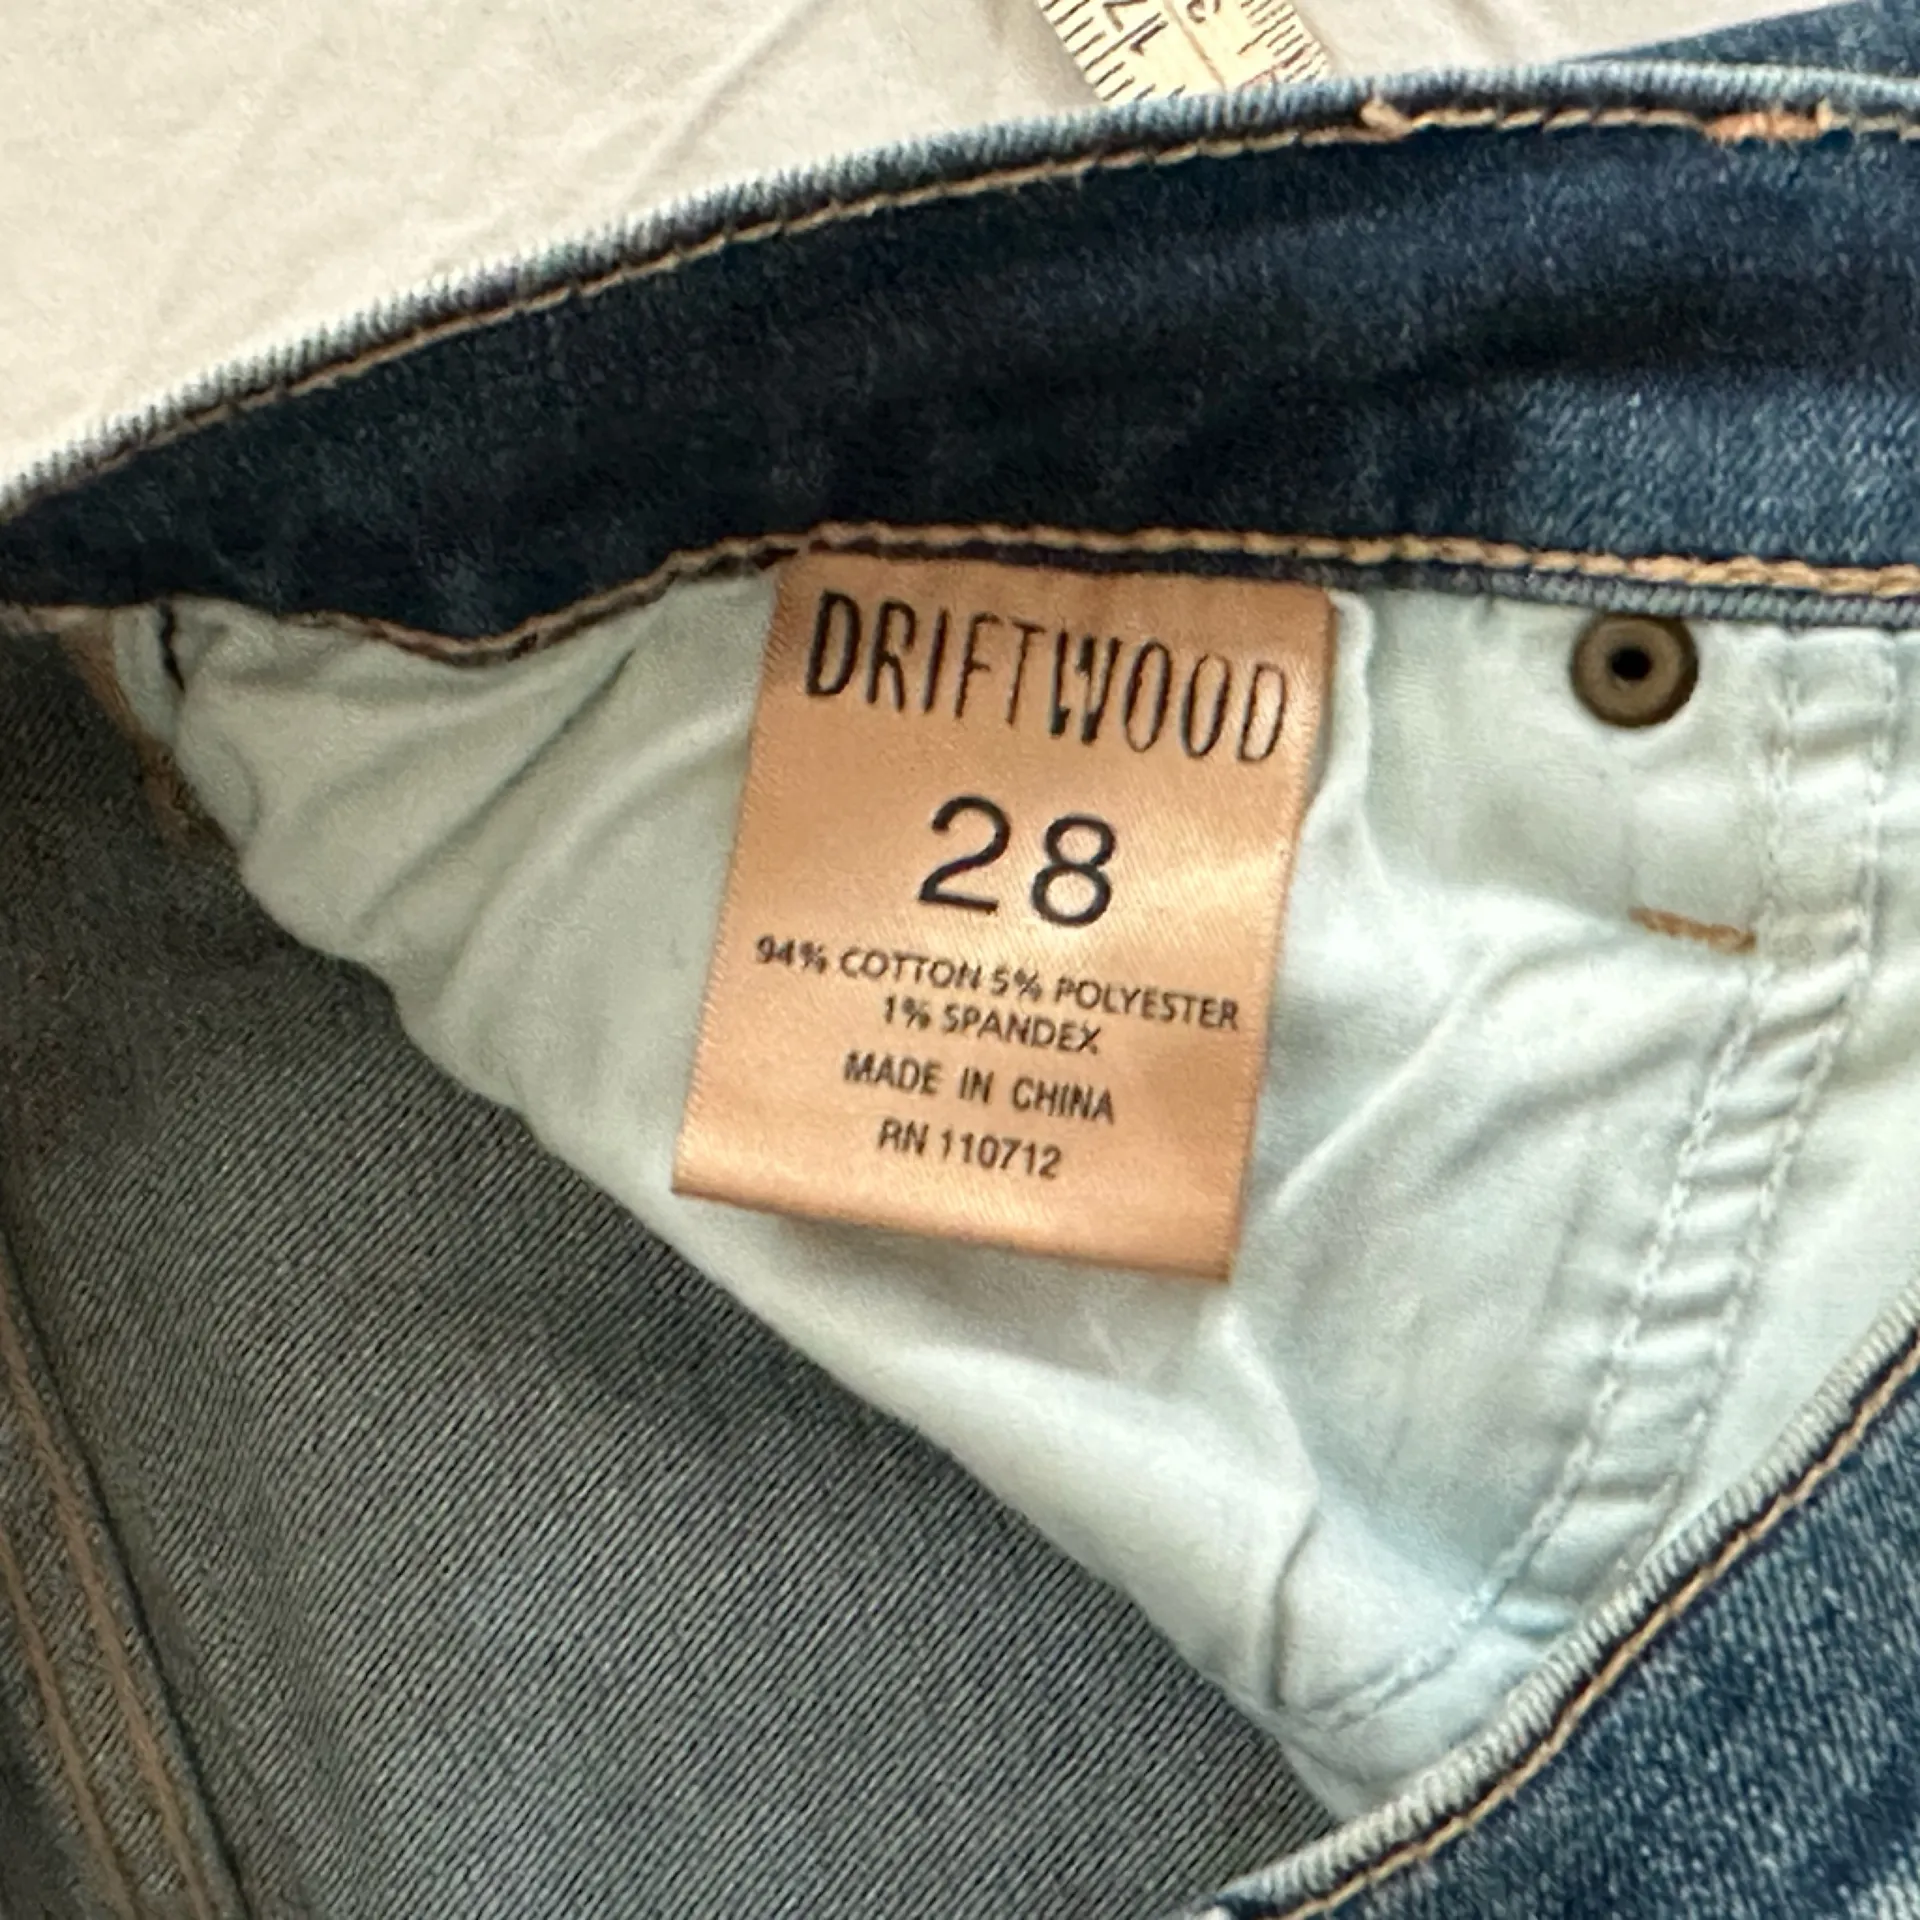 DRIFTWOOD
28
94% COTTON 5% POLYESTER
1% SPANDEX
MADE IN CHINA
RN 110712